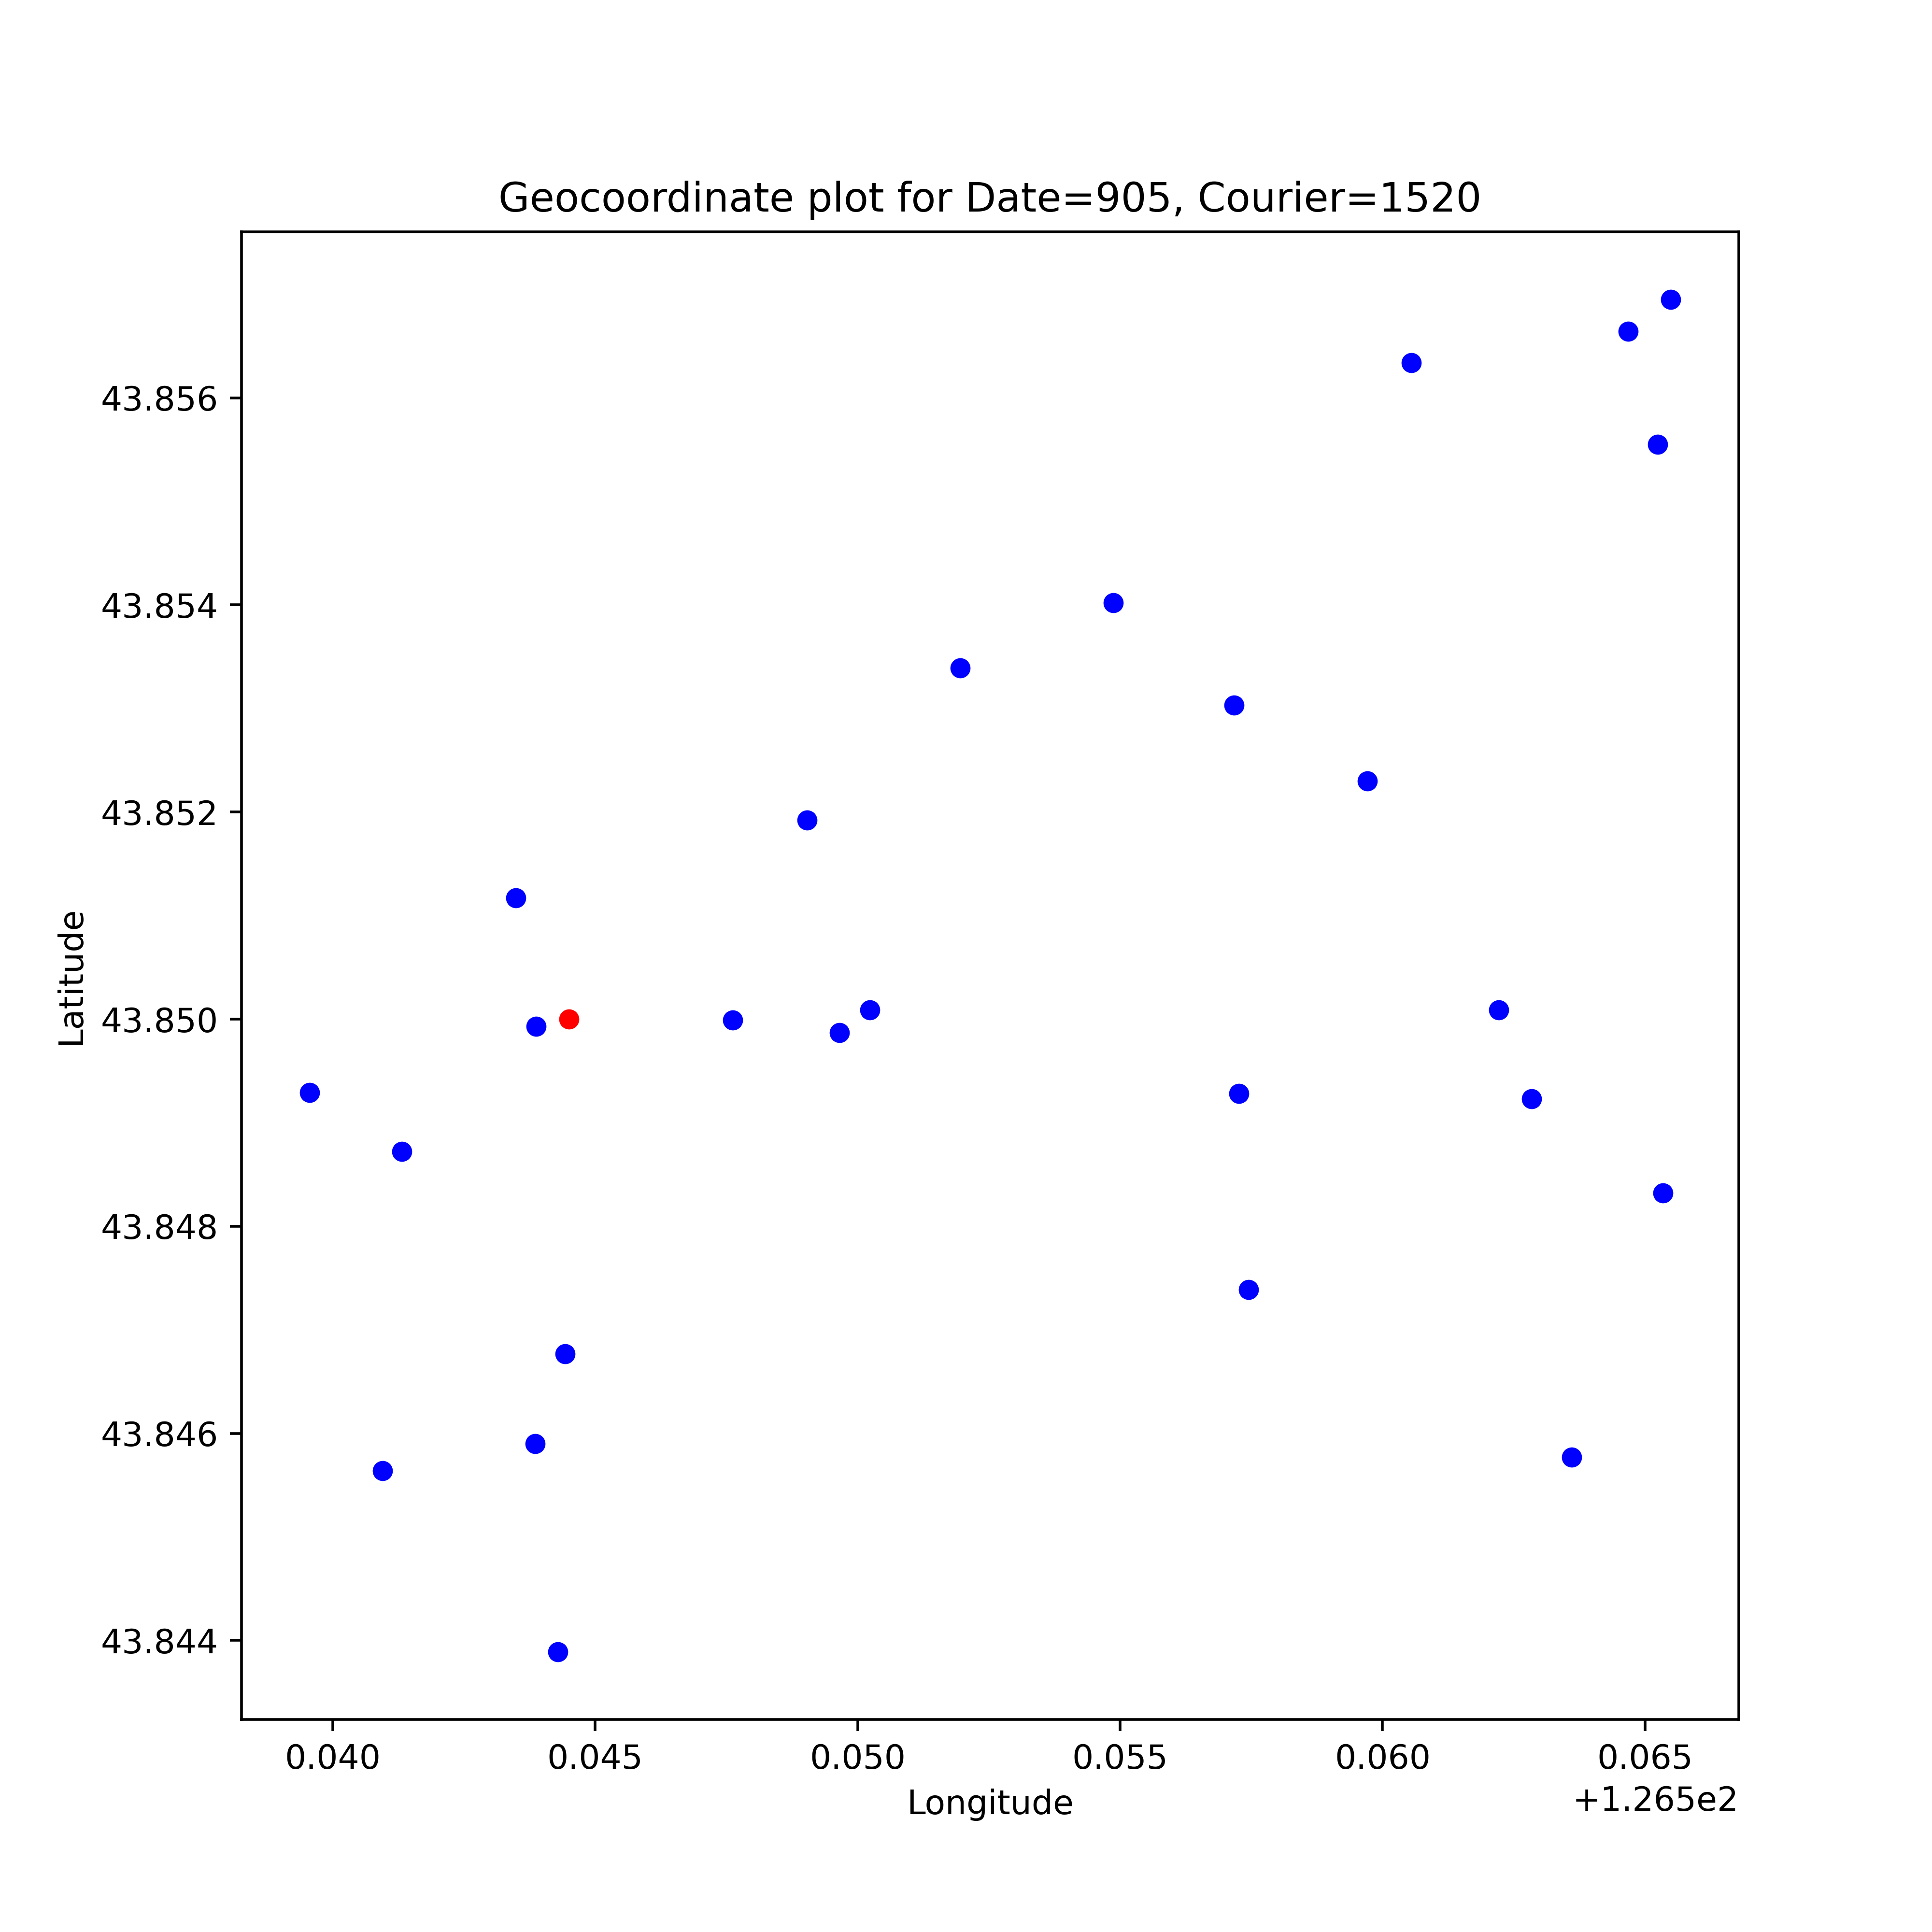 Geocoordinate plot for Date=905, Courier=1520
Latitude
43.856
43.854
43.852
43.850
43.848
43.846
43.844
0.040 0.045 0.050 0.055 0.060 0.065
+1.265e2
Longitude